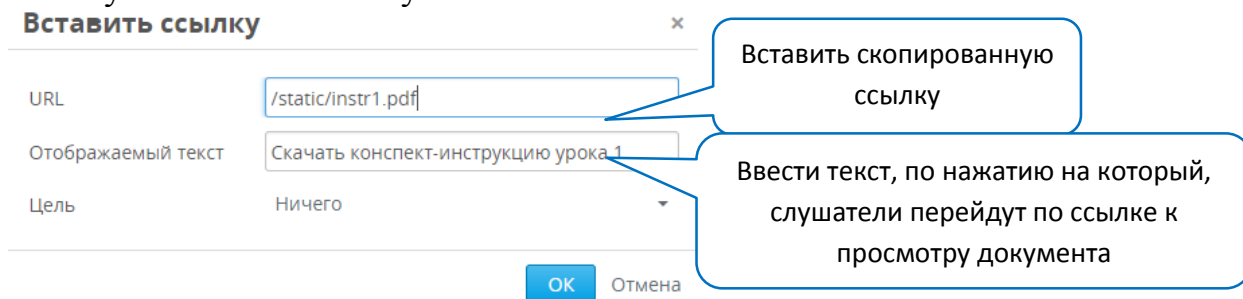 Вставить ссылку ×
URL
/static/instr1.pdf
Отображаемый текст
Скачать конспект-инструкцию урока 1
Цель
Ничего
ОК
Отмена
Вставить скопированную
ссылку
Ввести текст, по нажатию на который,
слушатели перейдут по ссылке к
просмотру документа